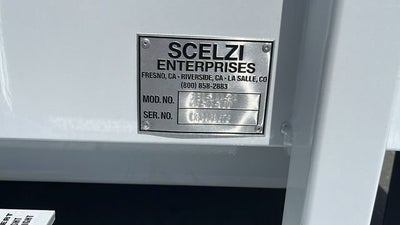 SCELZI
ENTERPRISES
FRESNO, CA - RIVERSIDE, CA - LA SALLE, CO
(800) 858-2883
MOD. NO.
SER. NO.